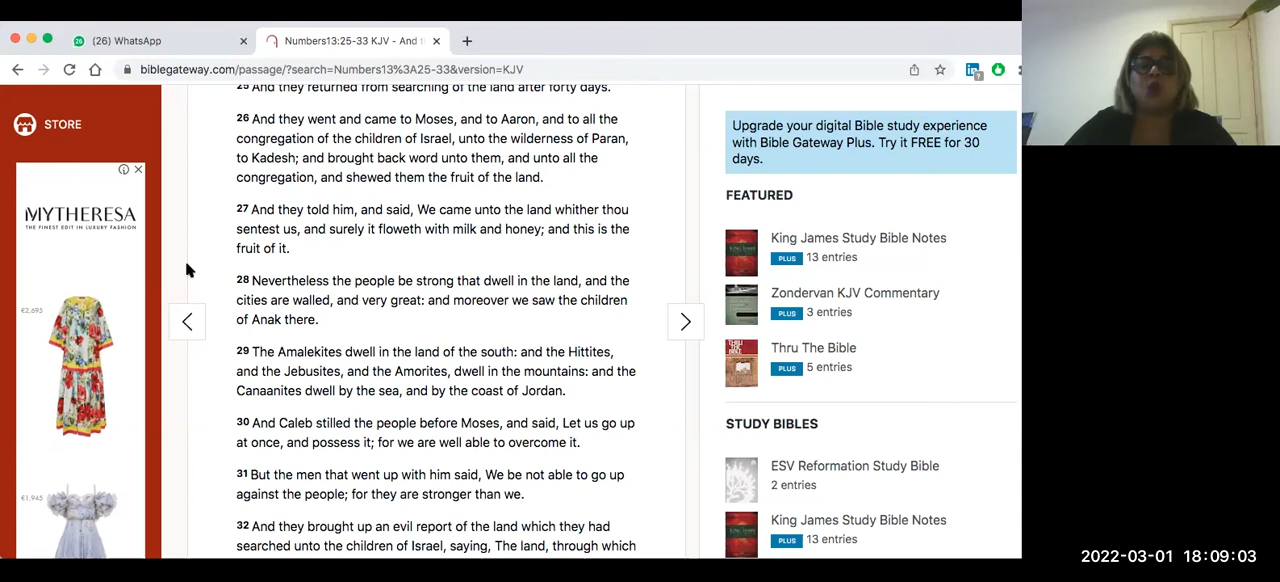 (26) WhatsApp
Numbers13:25-33 KJV - And t
biblegateway.com/passage/?search=Numbers13%3A25-33&version=KJV
STORE
MYTHERESA
THE FINEST EDIT IN LUXURY FASHION
€2,695
€1,945
25 And they returned from searching of the land after forty days.
26 And they went and came to Moses, and to Aaron, and to all the
congregation of the children of Israel, unto the wilderness of Paran,
to Kadesh; and brought back word unto them, and unto all the
congregation, and shewed them the fruit of the land.
27 And they told him, and said, We came unto the land whither thou
sentest us, and surely it floweth with milk and honey; and this is the
fruit of it.
28 Nevertheless the people be strong that dwell in the land, and the
cities are walled, and very great: and moreover we saw the children
of Anak there.
29 The Amalekites dwell in the land of the south: and the Hittites,
and the Jebusites, and the Amorites, dwell in the mountains: and the
Canaanites dwell by the sea, and by the coast of Jordan.
30 And Caleb stilled the people before Moses, and said, Let us go up
at once, and possess it; for we are well able to overcome it.
31 But the men that went up with him said, We be not able to go up
against the people; for they are stronger than we.
32 And they brought up an evil report of the land which they had
searched unto the children of Israel, saying, The land, through which
Upgrade your digital Bible study experience
with Bible Gateway Plus. Try it FREE for 30
days.
FEATURED
King James Study Bible Notes
PLUS 13 entries
Zondervan KJV Commentary
PLUS 3 entries
Thru The Bible
PLUS 5 entries
STUDY BIBLES
ESV Reformation Study Bible
2 entries
King James Study Bible Notes
PLUS 13 entries
2022-03-01 18:09:03